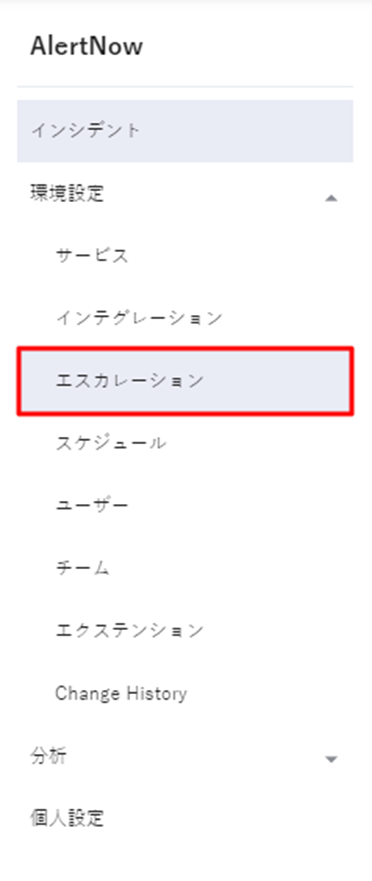 AlertNow
インシデント
環境設定
サービス
インテグレーション
エスカレーション
スケジュール
ユーザー
チーム
エクステンション
Change History
分析
個人設定